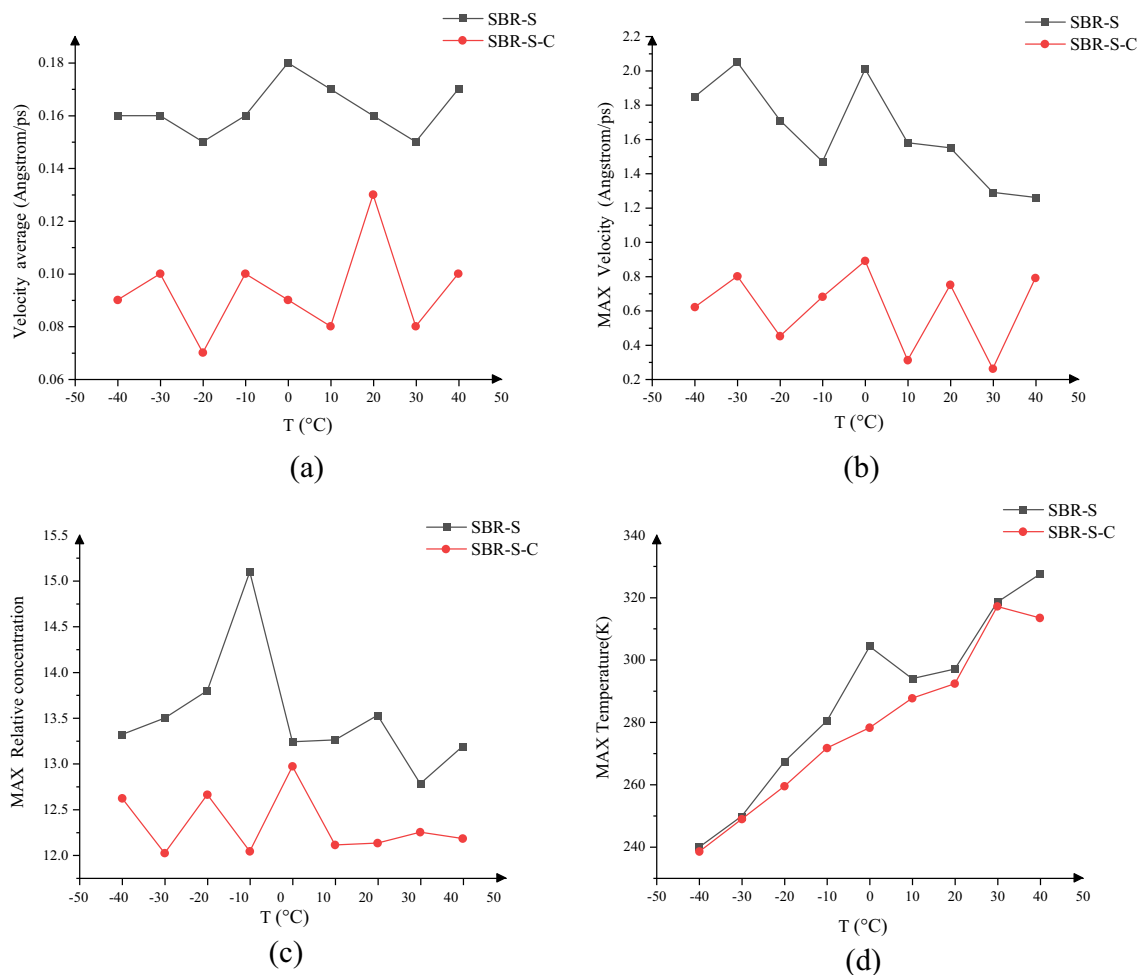 SBR-S
SBR-S-C
Velocity average (Angstrom/ps)
0.18
0.16
0.14
0.12
0.10
0.08
0.06
-50 -40 -30 -20 -10 0 10 20 30 40 50
T (°C)
(a)
SBR-S
SBR-S-C
MAX Velocity (Angstrom/ps)
2.2
2.0
1.8
1.6
1.4
1.2
1.0
0.8
0.6
0.4
0.2
-50 -40 -30 -20 -10 0 10 20 30 40 50
T (°C)
(b)
SBR-S
SBR-S-C
MAX Relative concentration
15.5
15.0
14.5
14.0
13.5
13.0
12.5
12.0
-50 -40 -30 -20 -10 0 10 20 30 40 50
T (°C)
(c)
SBR-S
SBR-S-C
MAX Temperature(K)
340
320
300
280
260
240
-50 -40 -30 -20 -10 0 10 20 30 40 50
T (°C)
(d)